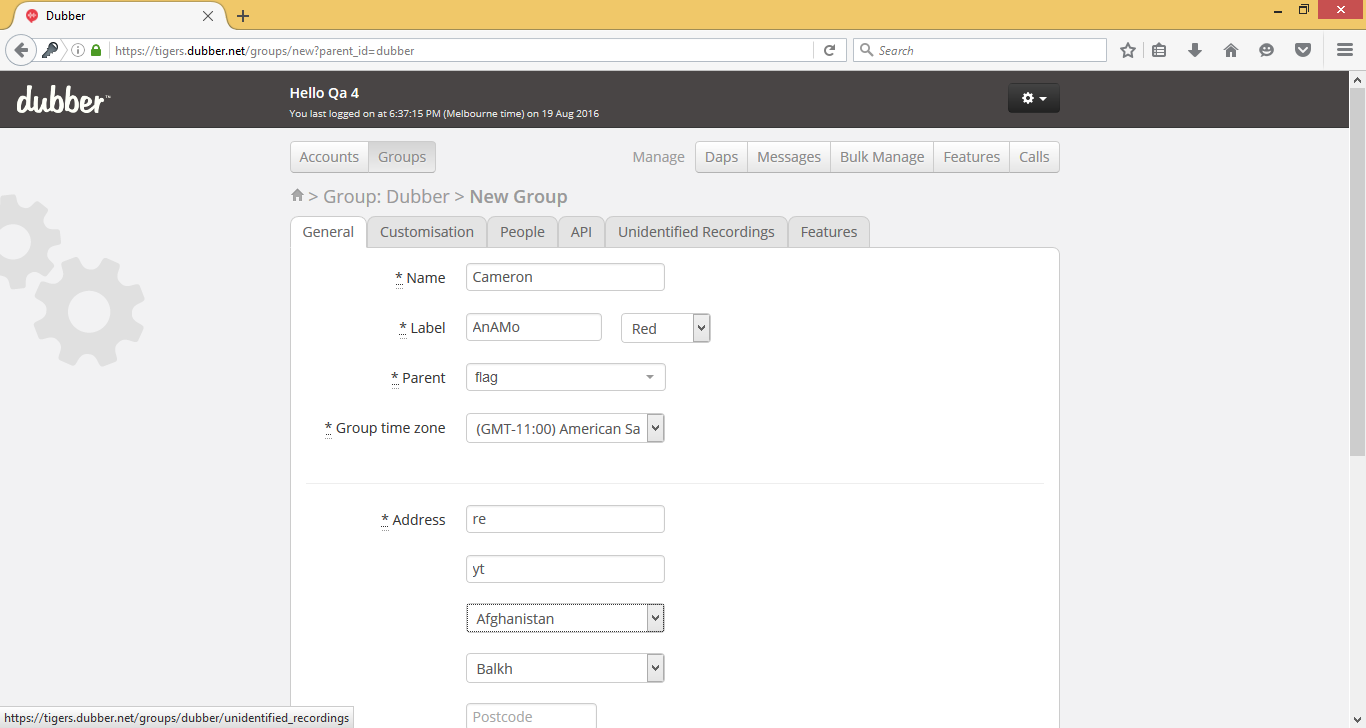 Dubber
https://tigers.dubber.net/groups/new?parent_id=dubber
Search
dubber™
Hello Qa 4
You last logged on at 6:37:15 PM (Melbourne time) on 19 Aug 2016
Accounts Groups Manage Daps Messages Bulk Manage Features Calls
> Group: Dubber > New Group
General Customisation People API Unidentified Recordings Features
* Name Cameron
* Label AnAMo Red
* Parent flag
* Group time zone (GMT-11:00) American Sa
* Address re
yt
Afghanistan
Balkh
Postcode
https://tigers.dubber.net/groups/dubber/unidentified_recordings